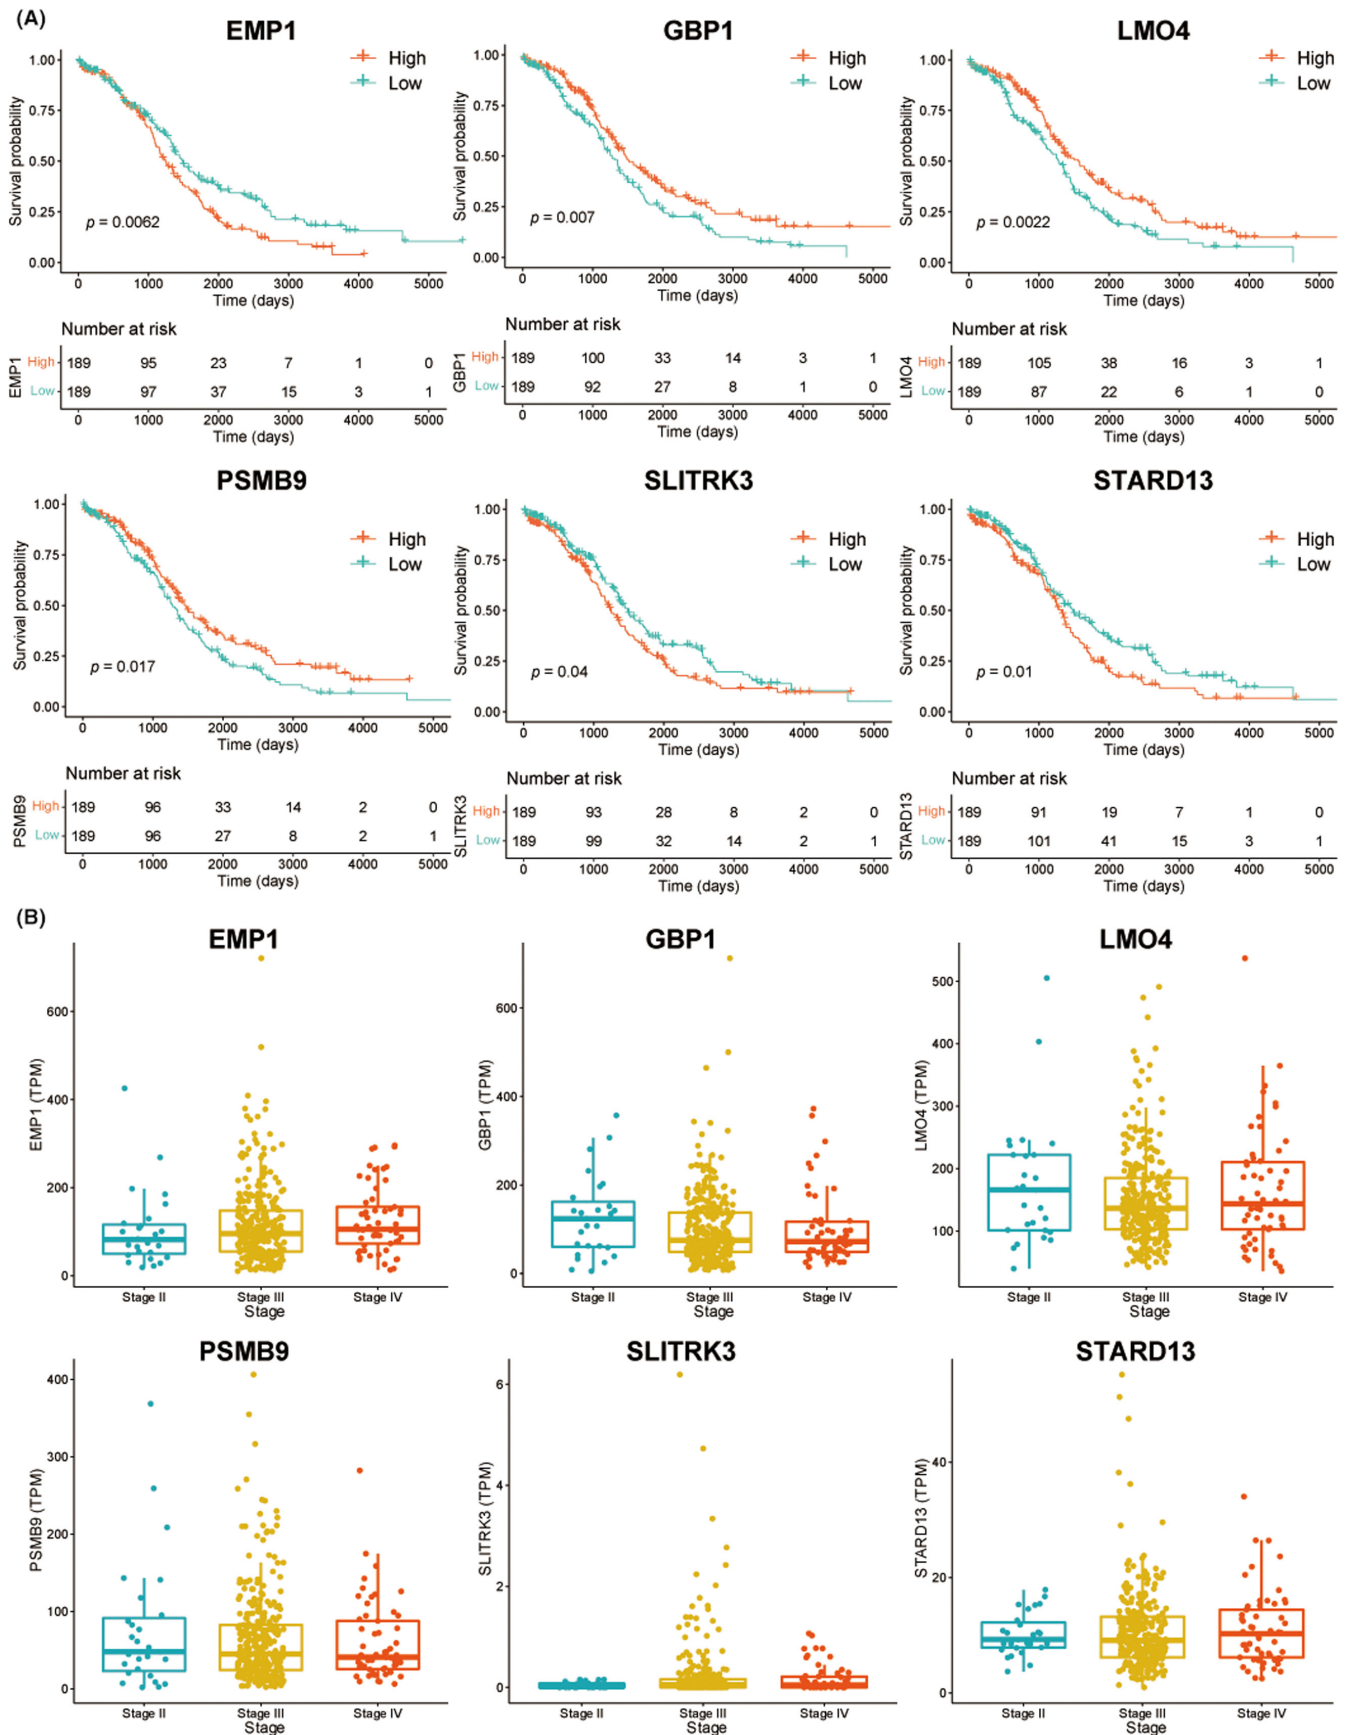 (A)
EMP1 GBP1 LMO4
High High High
Low Low Low
Survival probability Survival probability Survival probability
1.00 1.00 1.00
0.75 0.75 0.75
0.50 0.50 0.50
0.25 0.25 0.25
0.00 0.00 0.00
p = 0.0062 p = 0.007 p = 0.0022
0 1000 2000 3000 4000 5000 0 1000 2000 3000 4000 5000 0 1000 2000 3000 4000 5000
Time (days) Time (days) Time (days)
Number at risk Number at risk Number at risk
EMP1 GBP1 LMO4
High 189 95 23 7 1 0 High 189 100 33 14 3 1 High 189 105 38 16 3 1
Low 189 97 37 15 3 1 Low 189 92 27 8 1 0 Low 189 87 22 6 1 0
0 1000 2000 3000 4000 5000 0 1000 2000 3000 4000 5000 0 1000 2000 3000 4000 5000
Time (days) Time (days) Time (days)
PSMB9 SLITRK3 STARD13
High High High
Low Low Low
Survival probability Survival probability Survival probability
1.00 1.00 1.00
0.75 0.75 0.75
0.50 0.50 0.50
0.25 0.25 0.25
0.00 0.00 0.00
p = 0.017 p = 0.04 p = 0.01
0 1000 2000 3000 4000 5000 0 1000 2000 3000 4000 5000 0 1000 2000 3000 4000 5000
Time (days) Time (days) Time (days)
Number at risk Number at risk Number at risk
PSMB9 SLITRK3 STARD13
High 189 96 33 14 2 0 High 189 93 28 8 2 0 High 189 91 19 7 1 0
Low 189 96 27 8 2 1 Low 189 99 32 14 2 1 Low 189 101 41 15 3 1
0 1000 2000 3000 4000 5000 0 1000 2000 3000 4000 5000 0 1000 2000 3000 4000 5000
Time (days) Time (days) Time (days)
(B)
EMP1 GBP1 LMO4
EMP1 (TPM) GBP1 (TPM) LMO4 (TPM)
600 600 500
400 400 400
200 200 300
0 0 200
100
Stage II Stage III Stage IV Stage II Stage III Stage IV Stage II Stage III Stage IV
Stage Stage Stage
PSMB9 SLITRK3 STARD13
PSMB9 (TPM) SLITRK3 (TPM) STARD13 (TPM)
400 6 40
300 4 20
200 2 0
100 0
0
Stage II Stage III Stage IV Stage II Stage III Stage IV Stage II Stage III Stage IV
Stage Stage Stage